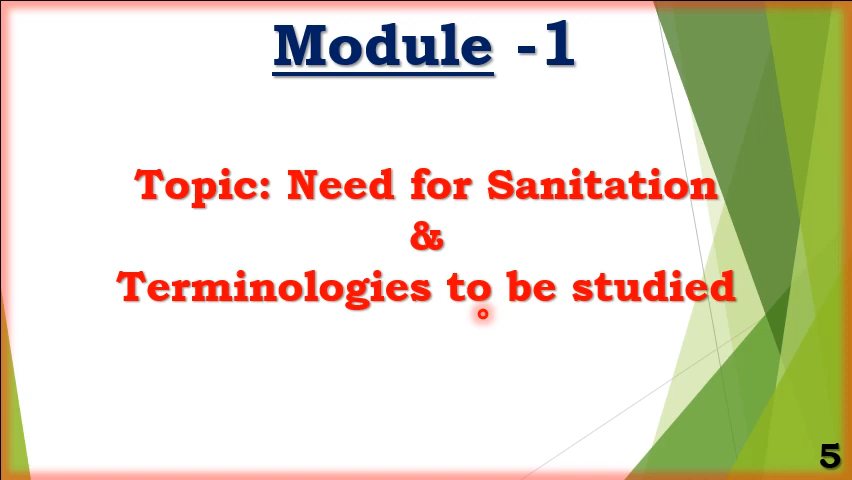 Module -1
Topic: Need for Sanitation
&
Terminologies to be studied
5